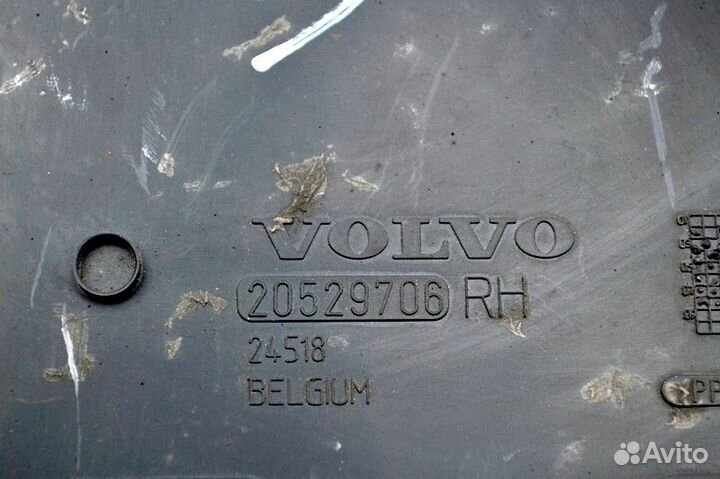 VOLVO
20529706 RH
24518
BELGIUM
PP
Avito